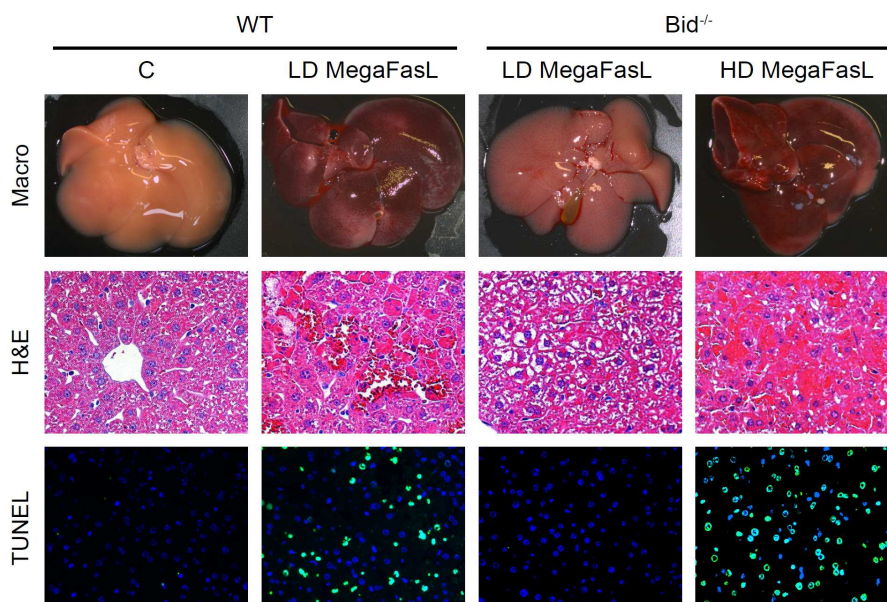 WT Bid-/-
C LD MegaFasL LD MegaFasL HD MegaFasL
Macro
H&E
TUNEL